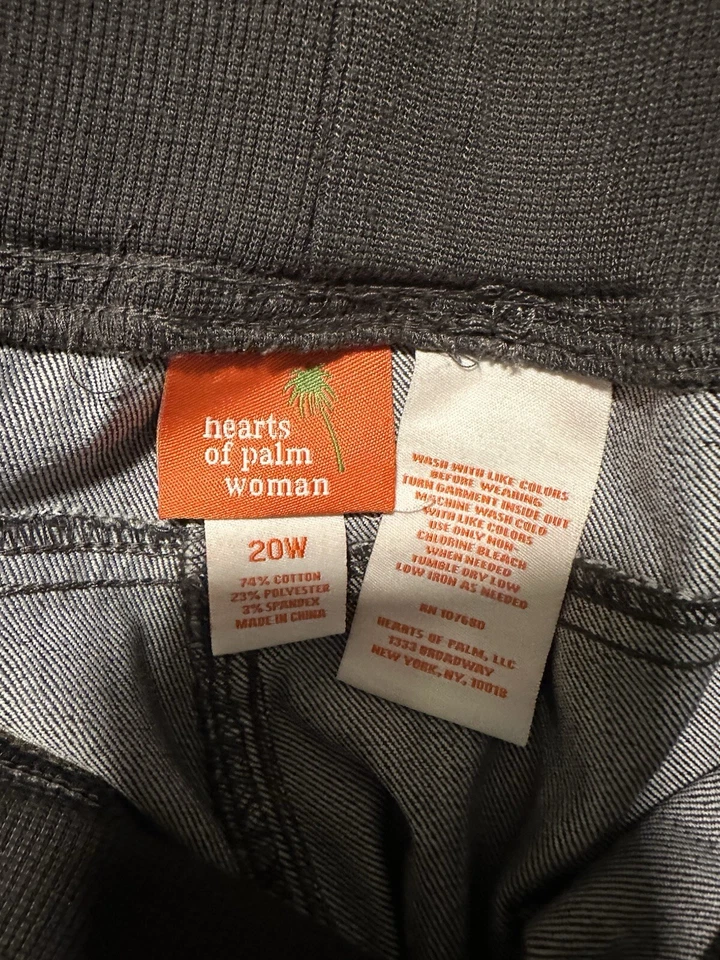 hearts
of palm
woman
20W
74% COTTON
23% POLYESTER
3% SPANDEX
MADE IN CHINA
WASH WITH LIKE COLORS
BEFORE WEARING
TURN GARMENT INSIDE OUT
MACHINE WASH COLD
WITH LIKE COLORS
USE ONLY NON-
CHLORINE BLEACH
WHEN NEEDED
TUMBLE DRY LOW
LOW IRON AS NEEDED
RN 107680
HEARTS OF PALM, LLC
1333 BROADWAY
NEW YORK, NY, 10018